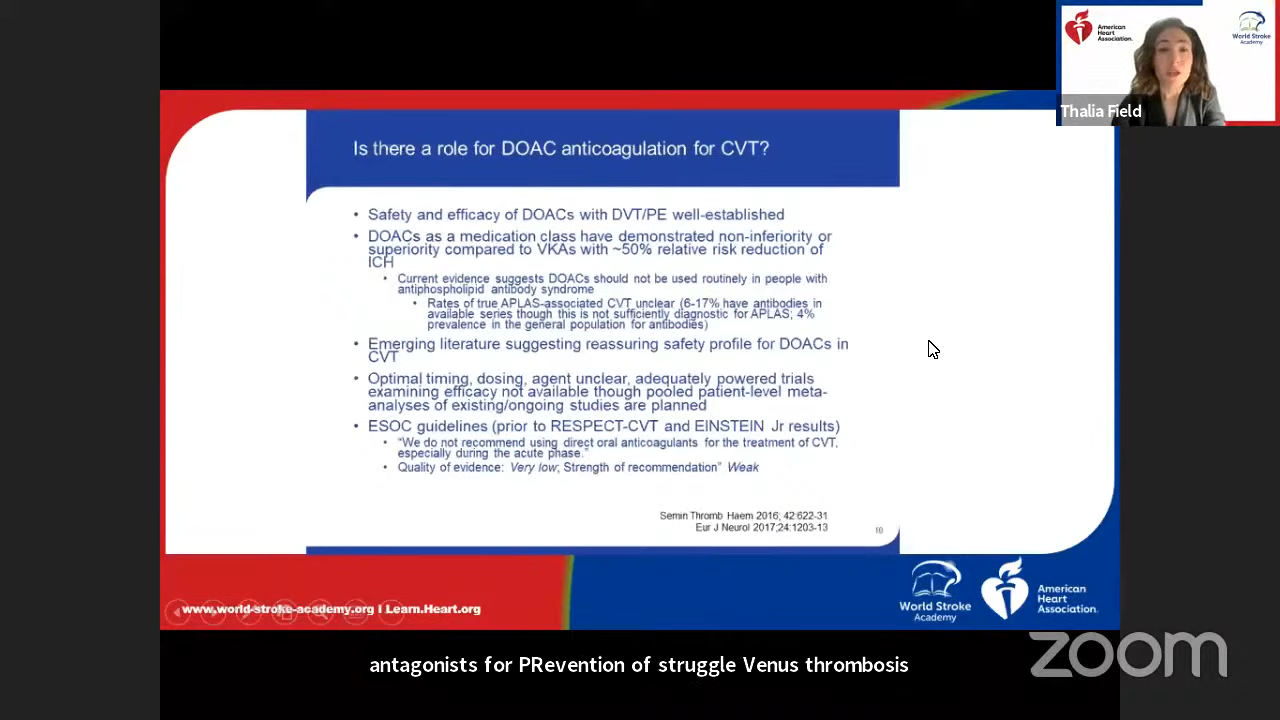 American
Heart
Association.
World Stroke
Academy
Thalia Field
Is there a role for DOAC anticoagulation for CVT?
• Safety and efficacy of DOACs with DVT/PE well-established
• DOACs as a medication class have demonstrated non-inferiority or
superiority compared to VKAs with ~50% relative risk reduction of
ICH
• Current evidence suggests DOACs should not be used routinely in people with
antiphospholipid antibody syndrome
• Rates of true APLAS-associated CVT unclear (6-17% have antibodies in
available series though this is not sufficiently diagnostic for APLAS; 4%
prevalence in the general population for antibodies)
• Emerging literature suggesting reassuring safety profile for DOACs in
CVT
• Optimal timing, dosing, agent unclear, adequately powered trials
examining efficacy not available though pooled patient-level meta-
analyses of existing/ongoing studies are planned
• ESOC guidelines (prior to RESPECT-CVT and EINSTEIN Jr results)
• “We do not recommend using direct oral anticoagulants for the treatment of CVT,
especially during the acute phase.”
• Quality of evidence: Very low; Strength of recommendation” Weak
Semin Thromb Haem 2016; 42:622-31
Eur J Neurol 2017;24:1203-13
10
www.world-stroke-academy.org I Learn.Heart.org
World Stroke
Academy
American
Heart
Association.
antagonists for PRevention of struggle Venus thrombosis
zoom